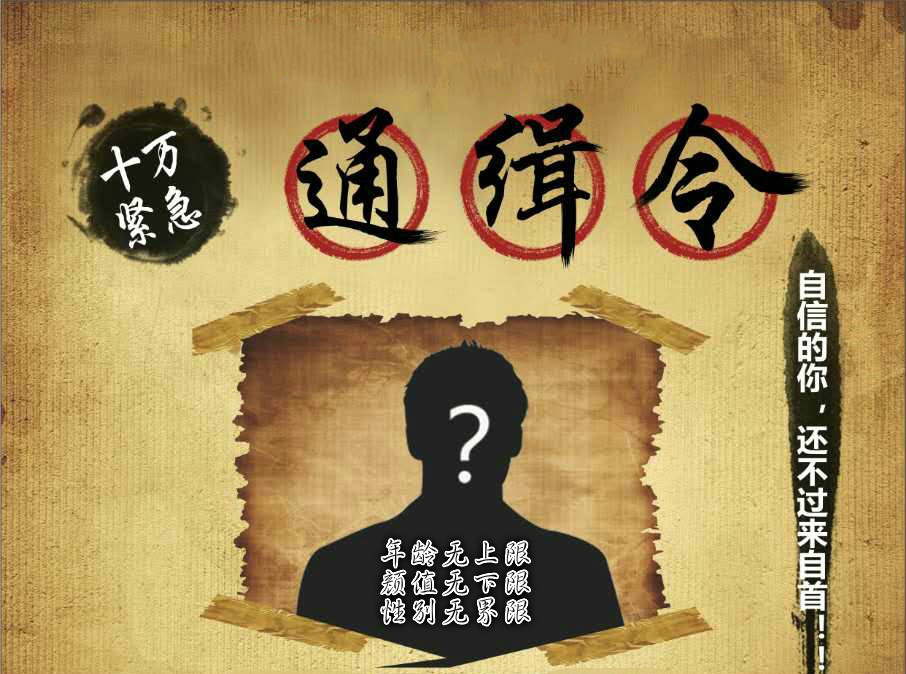 十万
紧急
通缉令
自信的你，还不过来自首！！
?
年龄无上限
颜值无下限
性别无界限